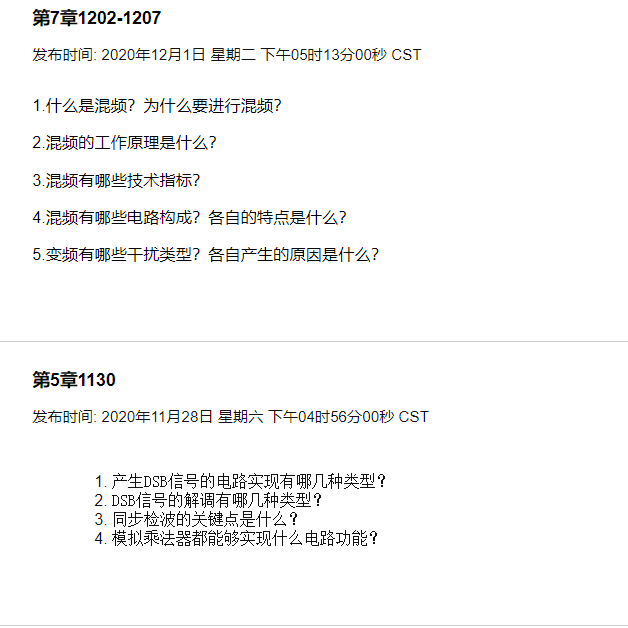 第7章1202-1207
发布时间: 2020年12月1日 星期二 下午05时13分00秒 CST
1.什么是混频？为什么要进行混频？
2.混频的工作原理是什么？
3.混频有哪些技术指标？
4.混频有哪些电路构成？各自的特点是什么？
5.变频有哪些干扰类型？各自产生的原因是什么？
第5章1130
发布时间: 2020年11月28日 星期六 下午04时56分00秒 CST
1. 产生DSB信号的电路实现有哪几种类型？
2. DSB信号的解调有哪几种类型？
3. 同步检波的关键点是什么？
4. 模拟乘法器都能够实现什么电路功能？